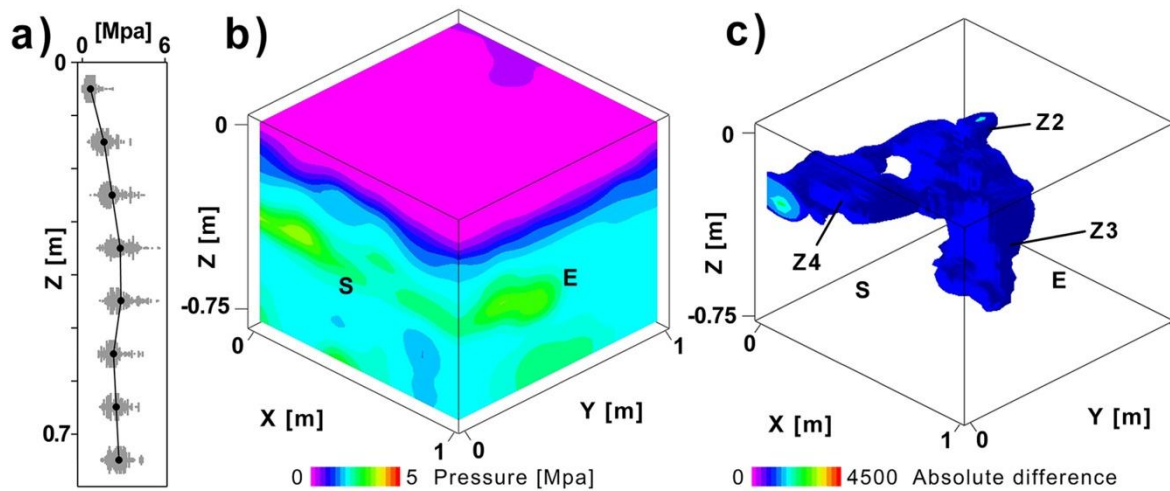 a)
[Mpa]
0 6
0
Z [m]
0.7
b)
0
Z [m]
-0.75
S
E
0
X [m]
1
0
Y [m]
1
0 5 Pressure [Mpa]
c)
0
Z [m]
-0.75
Z2
Z3
Z4
S
E
0
X [m]
1
0
Y [m]
1
0 4500 Absolute difference